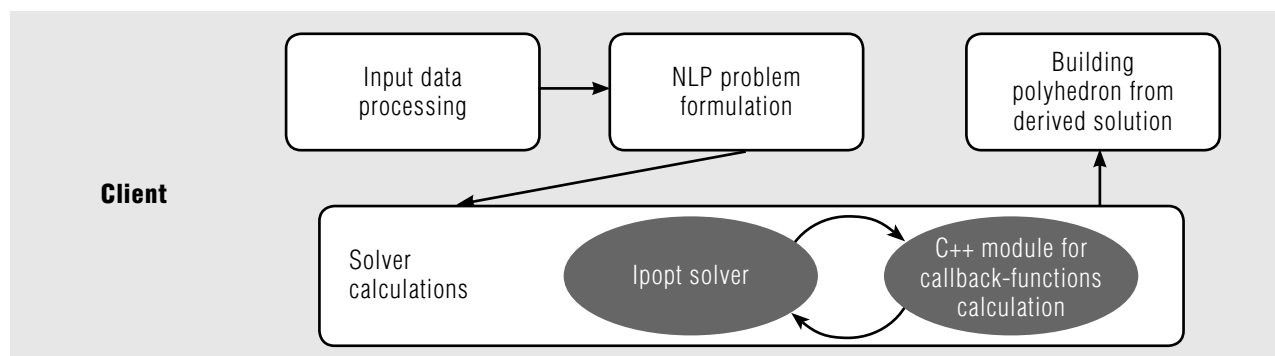 Input data
processing
NLP problem
formulation
Building
polyhedron from
derived solution
Client
Solver
calculations
Ipopt solver
C++ module for
callback-functions
calculation